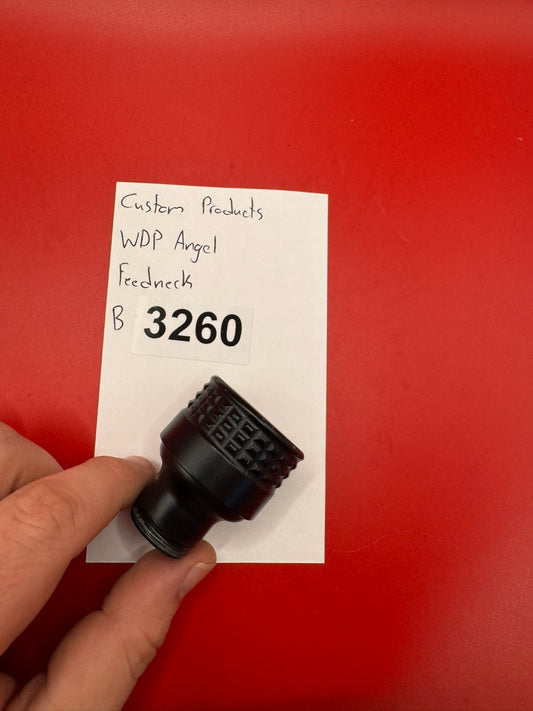 Custom Products
WDP Angel
Feedneck
B 3260